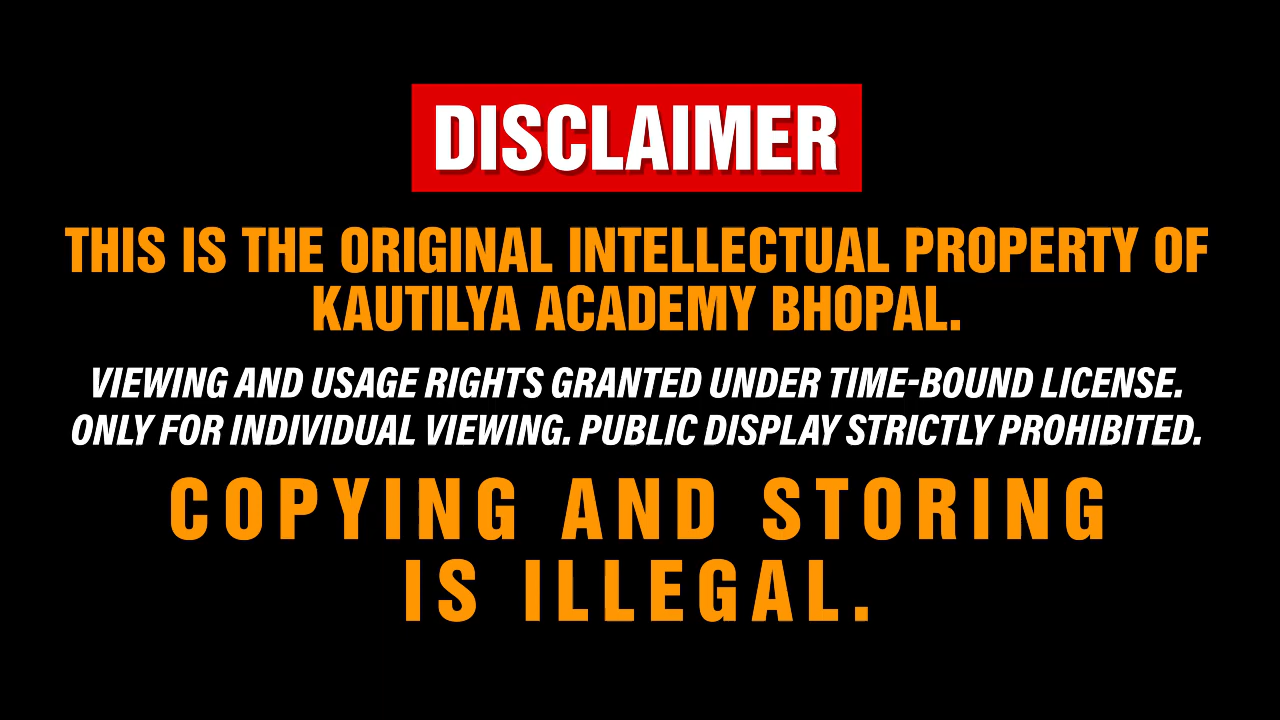 DISCLAIMER
THIS IS THE ORIGINAL INTELLECTUAL PROPERTY OF
KAUTILYA ACADEMY BHOPAL.
VIEWING AND USAGE RIGHTS GRANTED UNDER TIME-BOUND LICENSE.
ONLY FOR INDIVIDUAL VIEWING. PUBLIC DISPLAY STRICTLY PROHIBITED.
COPYING AND STORING
IS ILLEGAL.